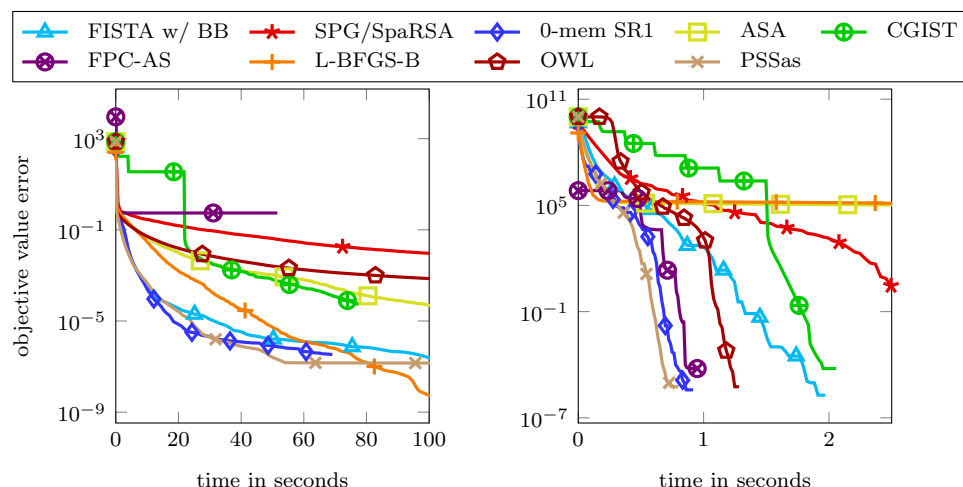 FISTA w/ BB SPG/SpaRSA 0-mem SR1 ASA CGIST
FPC-AS L-BFGS-B OWL PSSas
objective value error
10^3
10^-1
10^-5
10^-9
0 20 40 60 80 100
time in seconds
10^11
10^5
10^-1
10^-7
0 1 2
time in seconds